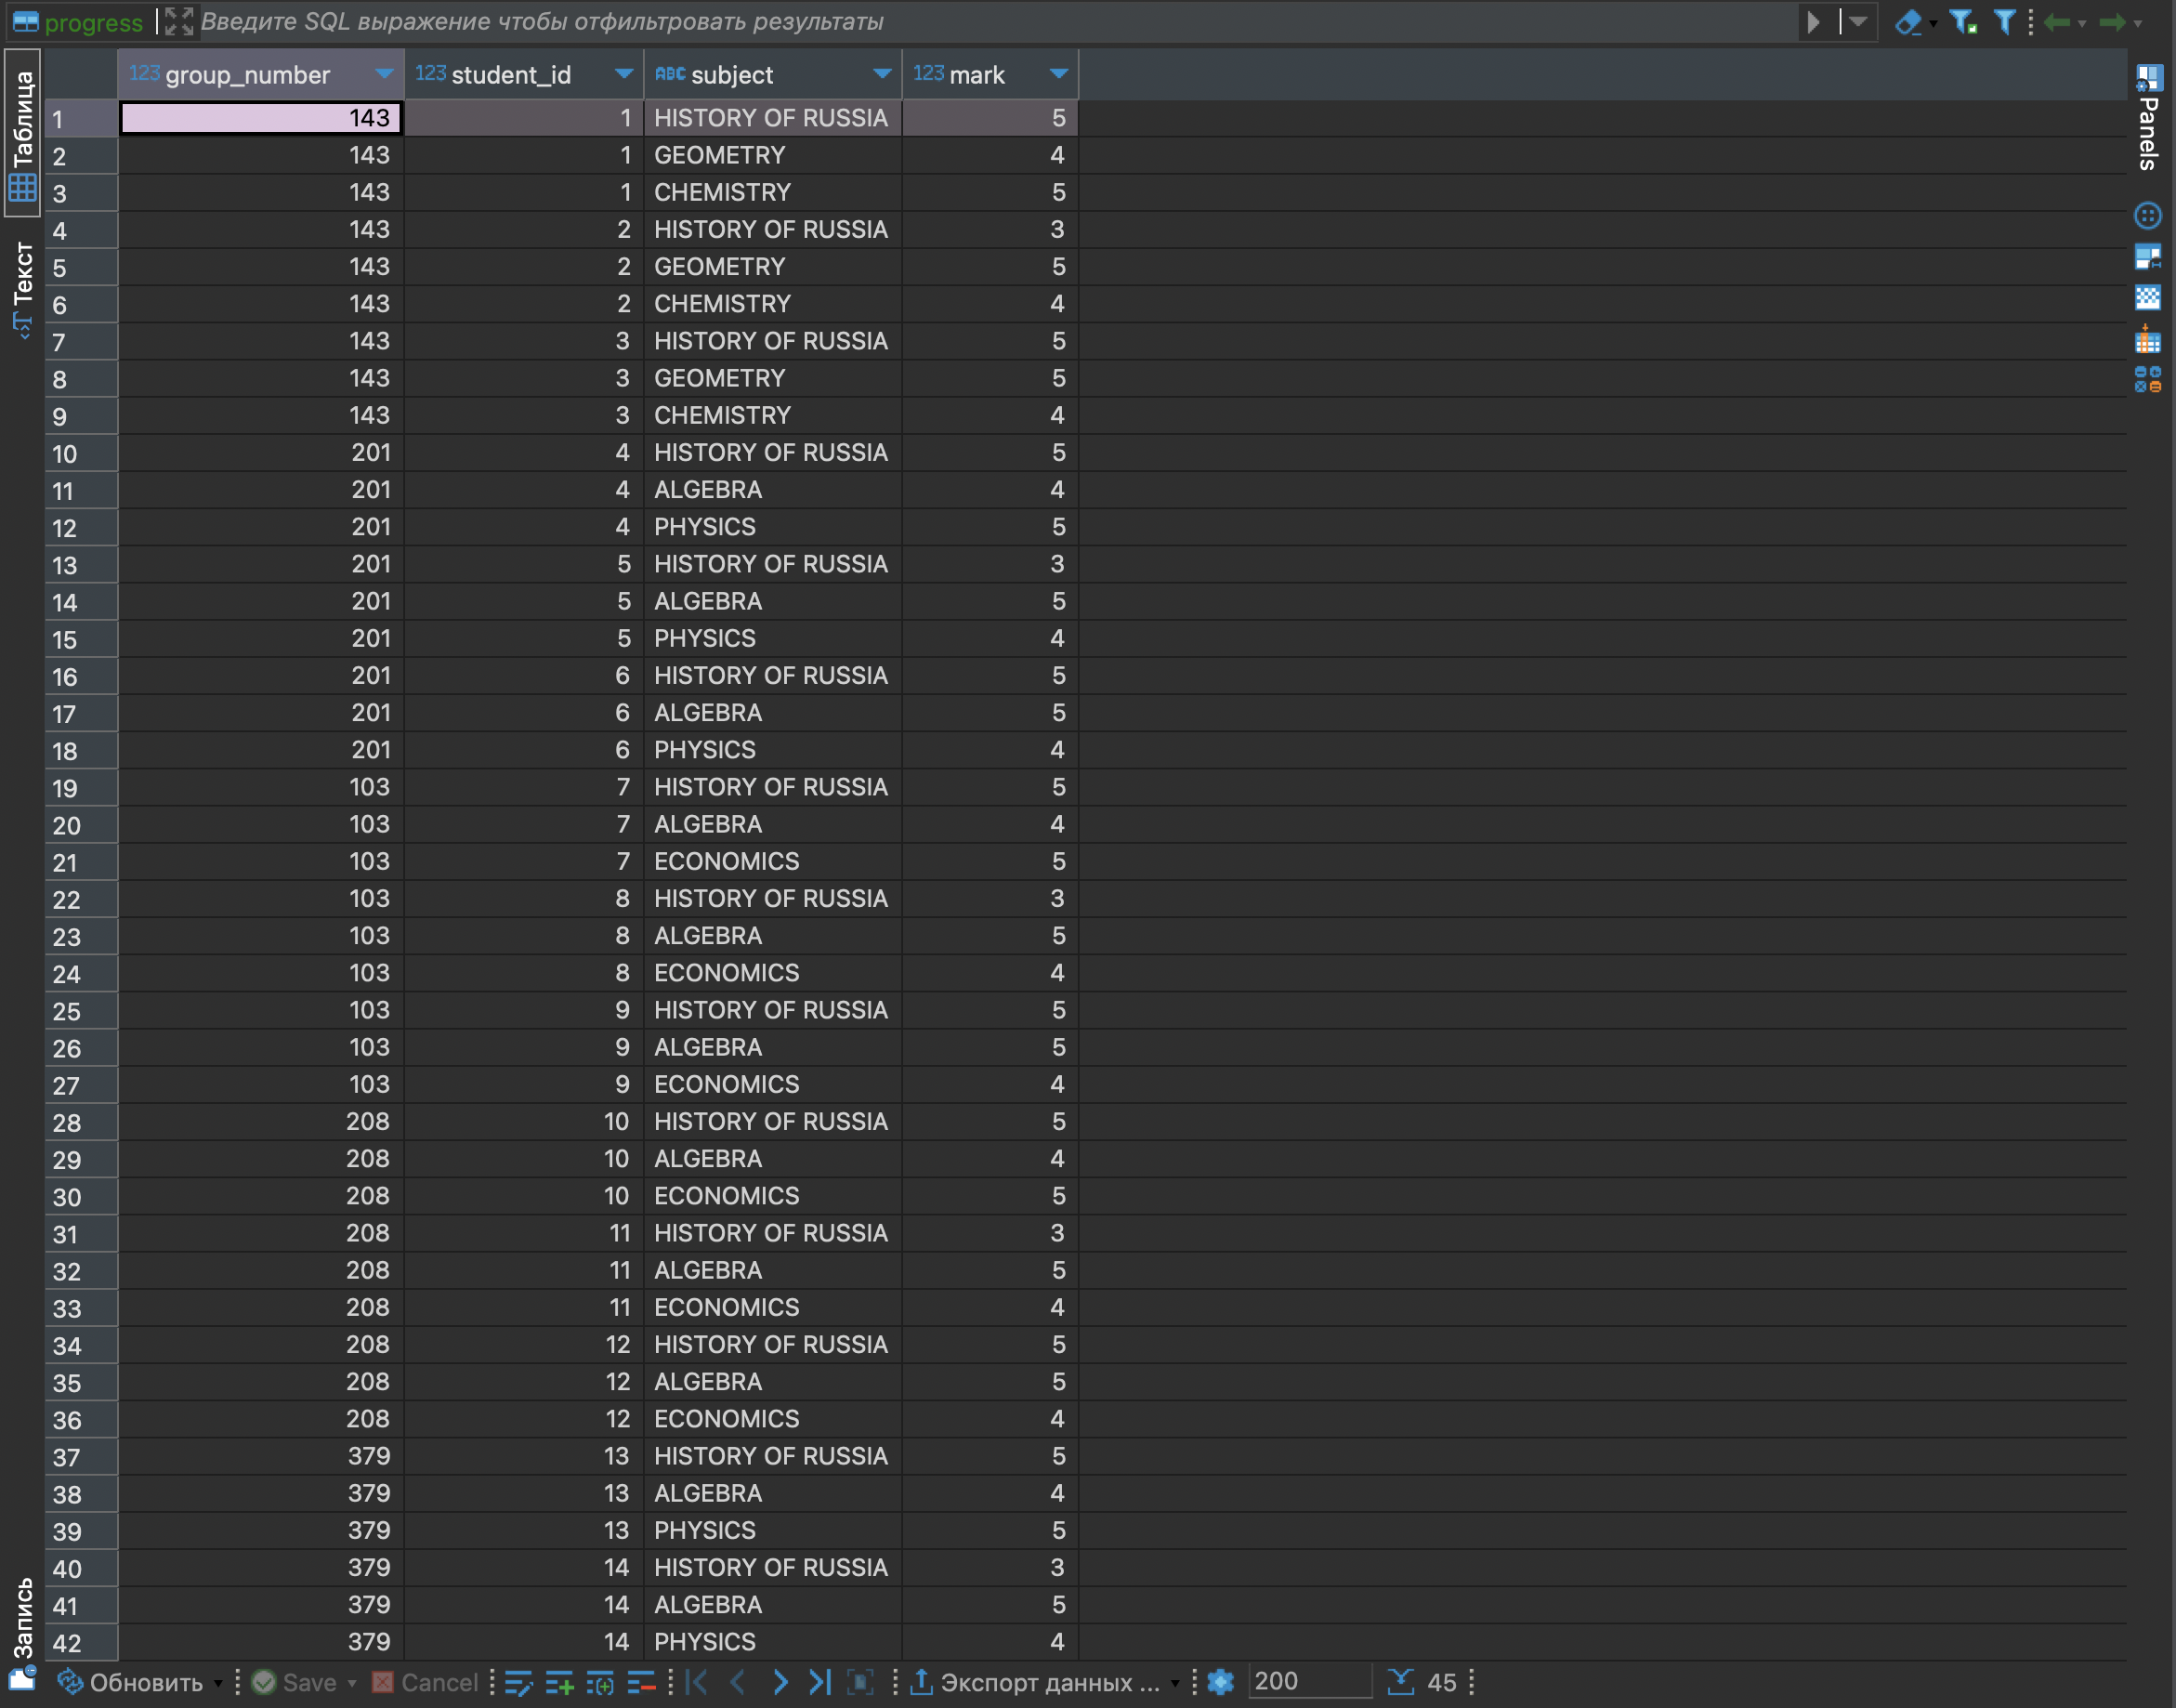 progress Введите SQL выражение чтобы отфильтровать результаты
Таблица
Текст
Запись
Panels
123 group_number 123 student_id ABC subject 123 mark
1 143 1 HISTORY OF RUSSIA 5
2 143 1 GEOMETRY 4
3 143 1 CHEMISTRY 5
4 143 2 HISTORY OF RUSSIA 3
5 143 2 GEOMETRY 5
6 143 2 CHEMISTRY 4
7 143 3 HISTORY OF RUSSIA 5
8 143 3 GEOMETRY 5
9 143 3 CHEMISTRY 4
10 201 4 HISTORY OF RUSSIA 5
11 201 4 ALGEBRA 4
12 201 4 PHYSICS 5
13 201 5 HISTORY OF RUSSIA 3
14 201 5 ALGEBRA 5
15 201 5 PHYSICS 4
16 201 6 HISTORY OF RUSSIA 5
17 201 6 ALGEBRA 5
18 201 6 PHYSICS 4
19 103 7 HISTORY OF RUSSIA 5
20 103 7 ALGEBRA 4
21 103 7 ECONOMICS 5
22 103 8 HISTORY OF RUSSIA 3
23 103 8 ALGEBRA 5
24 103 8 ECONOMICS 4
25 103 9 HISTORY OF RUSSIA 5
26 103 9 ALGEBRA 5
27 103 9 ECONOMICS 4
28 208 10 HISTORY OF RUSSIA 5
29 208 10 ALGEBRA 4
30 208 10 ECONOMICS 5
31 208 11 HISTORY OF RUSSIA 3
32 208 11 ALGEBRA 5
33 208 11 ECONOMICS 4
34 208 12 HISTORY OF RUSSIA 5
35 208 12 ALGEBRA 5
36 208 12 ECONOMICS 4
37 379 13 HISTORY OF RUSSIA 5
38 379 13 ALGEBRA 4
39 379 13 PHYSICS 5
40 379 14 HISTORY OF RUSSIA 3
41 379 14 ALGEBRA 5
42 379 14 PHYSICS 4
Обновить Save Cancel Экспорт данных ... 200 45